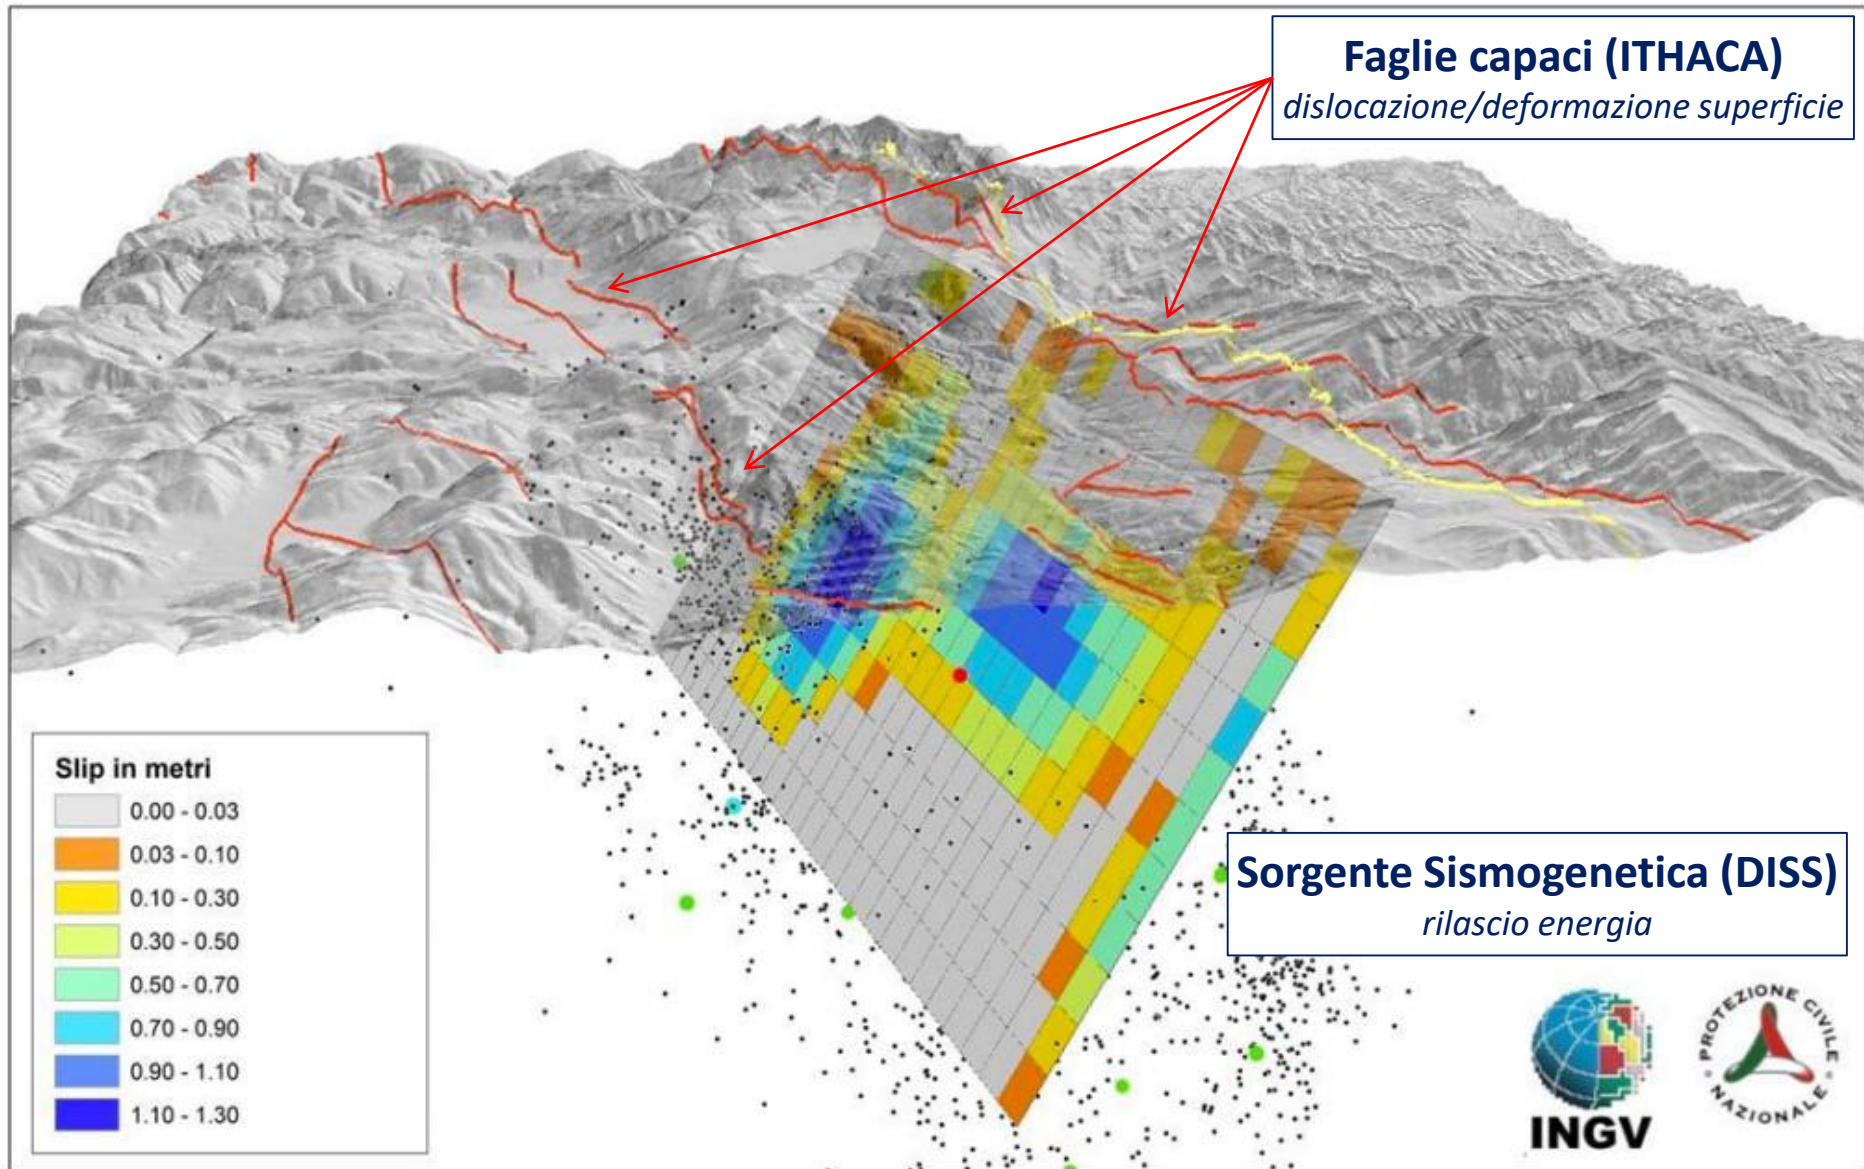 Faglie capaci (ITHACA)
dislocazione/deformazione superficie
Slip in metri
0.00 - 0.03
0.03 - 0.10
0.10 - 0.30
0.30 - 0.50
0.50 - 0.70
0.70 - 0.90
0.90 - 1.10
1.10 - 1.30
Sorgente Sismogenetica (DISS)
rilascio energia
INGV
PROTEZIONE CIVILE
NAZIONALE